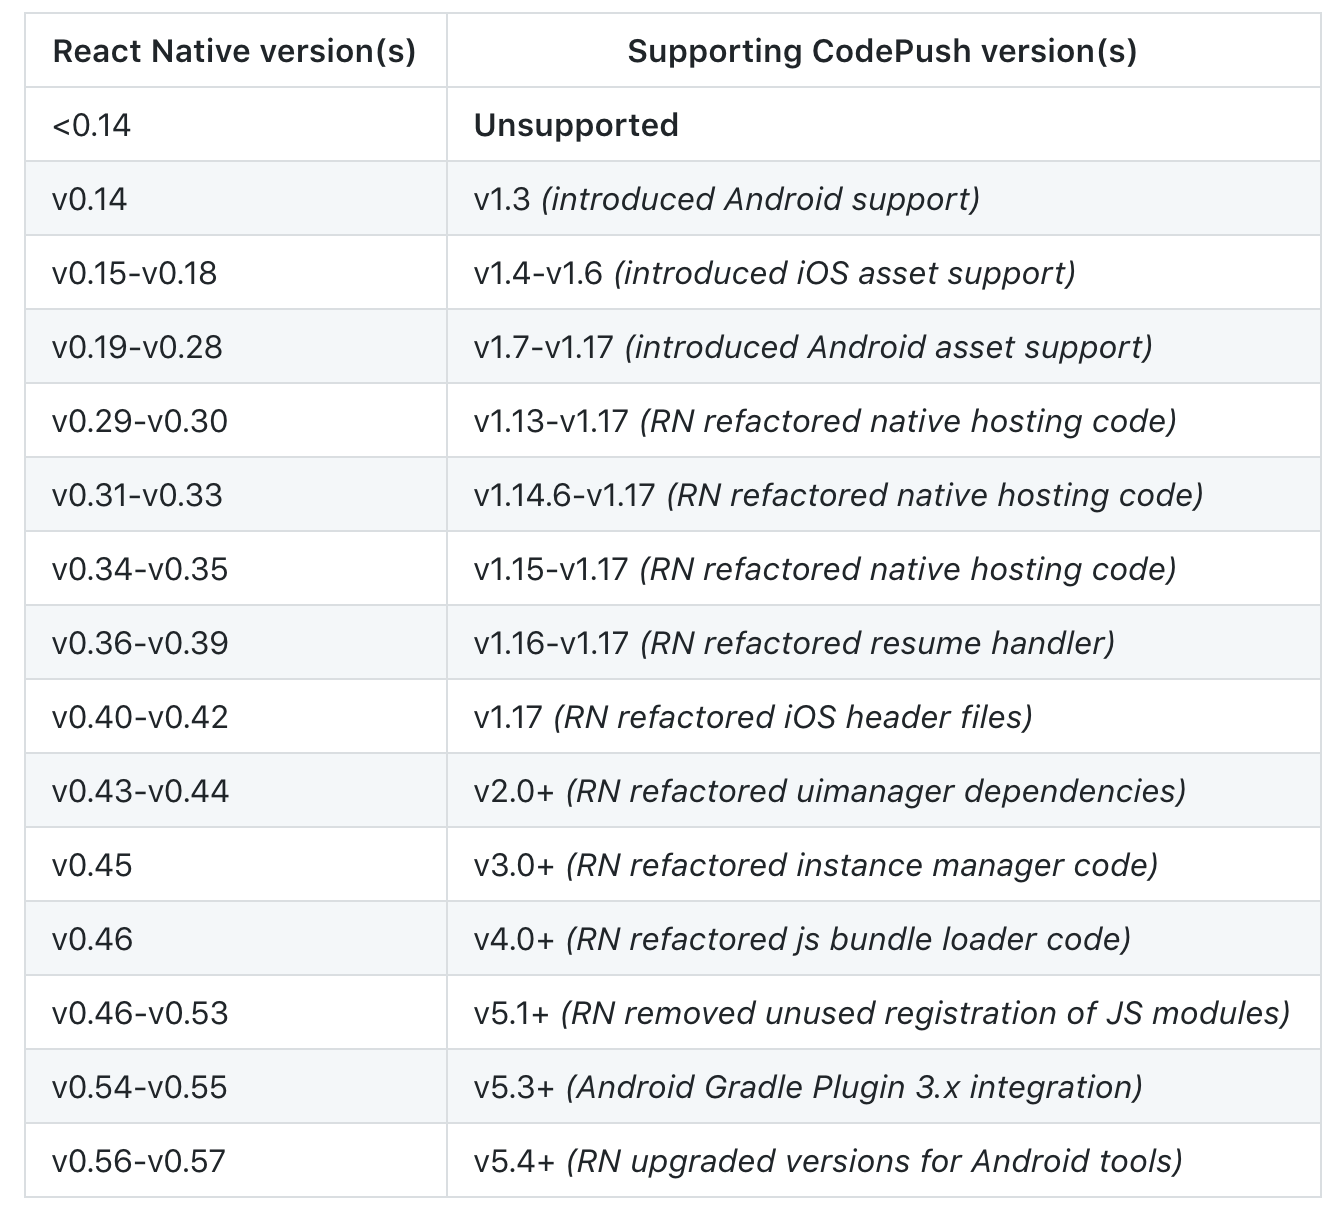 React Native version(s) Supporting CodePush version(s)
<0.14 Unsupported
v0.14 v1.3 (introduced Android support)
v0.15-v0.18 v1.4-v1.6 (introduced iOS asset support)
v0.19-v0.28 v1.7-v1.17 (introduced Android asset support)
v0.29-v0.30 v1.13-v1.17 (RN refactored native hosting code)
v0.31-v0.33 v1.14.6-v1.17 (RN refactored native hosting code)
v0.34-v0.35 v1.15-v1.17 (RN refactored native hosting code)
v0.36-v0.39 v1.16-v1.17 (RN refactored resume handler)
v0.40-v0.42 v1.17 (RN refactored iOS header files)
v0.43-v0.44 v2.0+ (RN refactored uimanager dependencies)
v0.45 v3.0+ (RN refactored instance manager code)
v0.46 v4.0+ (RN refactored js bundle loader code)
v0.46-v0.53 v5.1+ (RN removed unused registration of JS modules)
v0.54-v0.55 v5.3+ (Android Gradle Plugin 3.x integration)
v0.56-v0.57 v5.4+ (RN upgraded versions for Android tools)